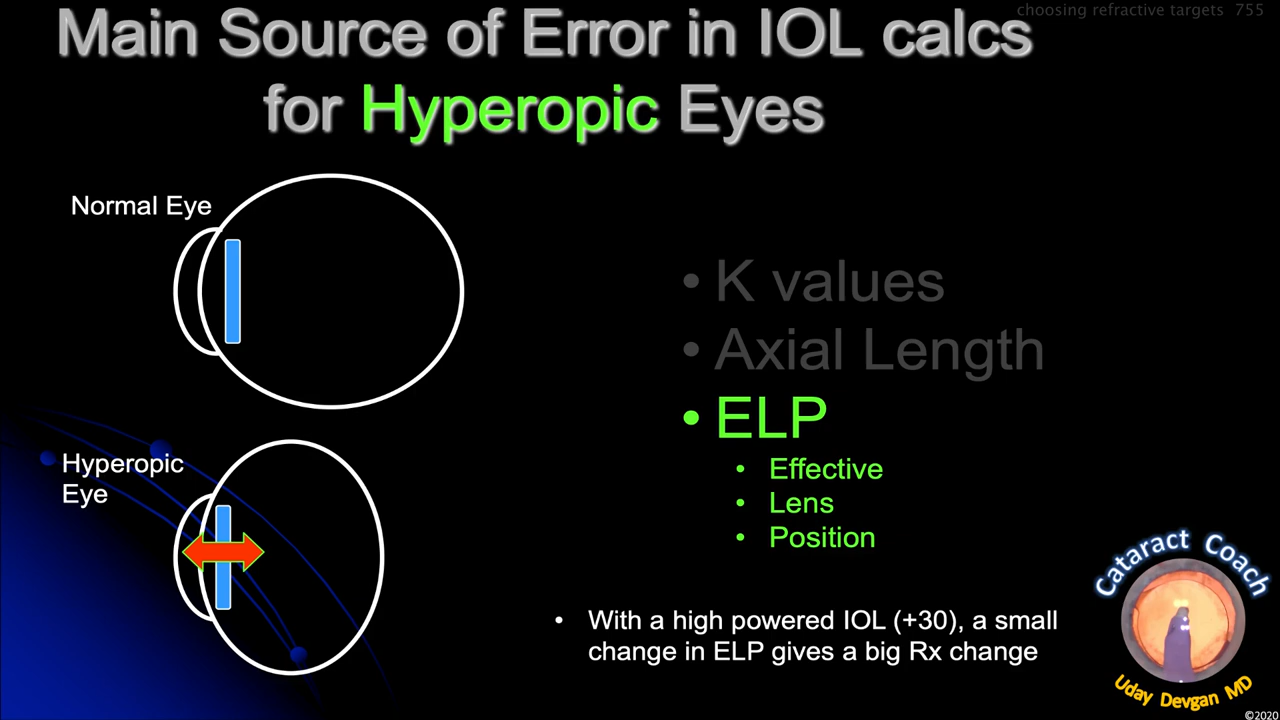 choosing refractive targets 755
Main Source of Error in IOL calcs
for Hyperopic Eyes
Normal Eye
Hyperopic
Eye
• K values
• Axial Length
• ELP
• Effective
• Lens
• Position
• With a high powered IOL (+30), a small
change in ELP gives a big Rx change
Cataract Coach
Uday Devgan MD
©2020